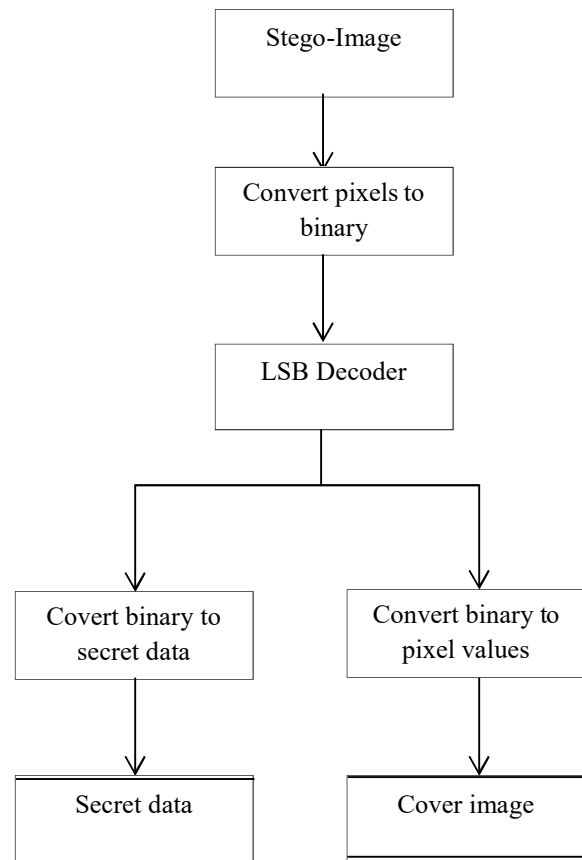 Stego-Image
Convert pixels to
binary
LSB Decoder
Covert binary to
secret data
Convert binary to
pixel values
Secret data
Cover image